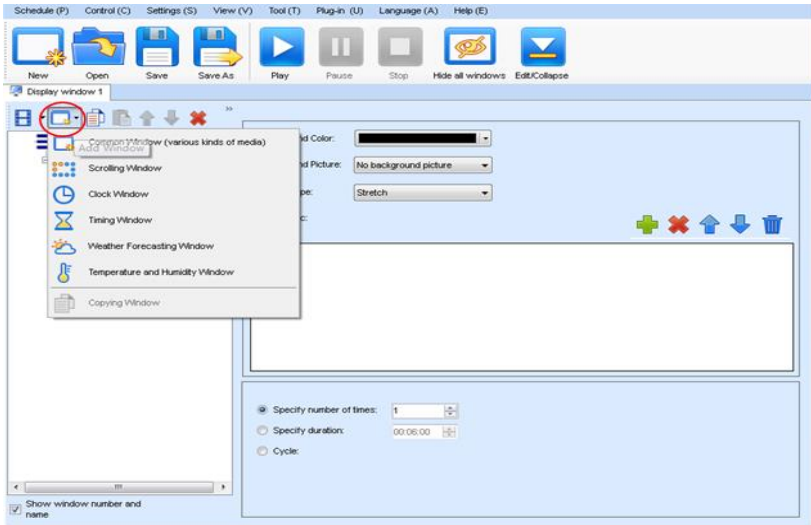 Schedule (P) Control (C) Settings (S) View (V) Tool (T) Plug-in (U) Language (A) Help (E)
New Open Save Save As Play Pause Stop Hide all windows Edit/Collapse
Display window 1
Common Window (various kinds of media)
Add Window
Scrolling Window
Clock Window
Timing Window
Weather Forecasting Window
Temperature and Humidity Window
Copying Window
Color:
Picture: No background picture
Stretch
Specify number of times: 1
Specify duration: 00:06:00
Cycle:
Show window number and
name